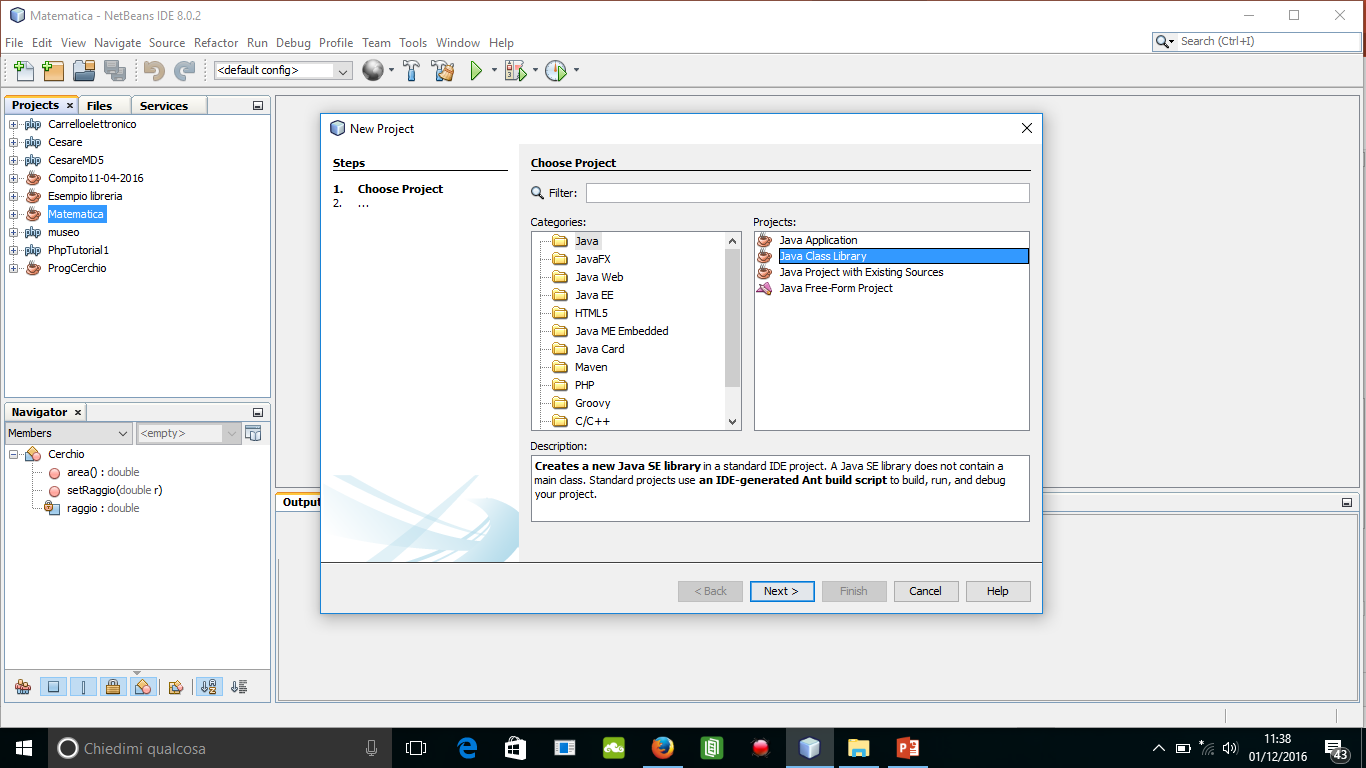 Matematica - NetBeans IDE 8.0.2
File Edit View Navigate Source Refactor Run Debug Profile Team Tools Window Help
Search (Ctrl+I)
<default config>
Projects
Files
Services
php Carrelloelettronico
php Cesare
php CesareMD5
Compito11-04-2016
Esempio libreria
Matematica
php museo
php PhpTutorial1
ProgCerchio
Navigator
Members
<empty>
Cerchio
area() : double
setRaggio(double r)
raggio : double
Output
New Project
Steps
1. Choose Project
2. ...
Choose Project
Filter:
Categories:
Java
JavaFX
Java Web
Java EE
HTML5
Java ME Embedded
Java Card
Maven
PHP
Groovy
C/C++
Projects:
Java Application
Java Class Library
Java Project with Existing Sources
Java Free-Form Project
Description:
Creates a new Java SE library in a standard IDE project. A Java SE library does not contain a
main class. Standard projects use an IDE-generated Ant build script to build, run, and debug
your project.
< Back
Next >
Finish
Cancel
Help
Chiedimi qualcosa
11:38
01/12/2016
43